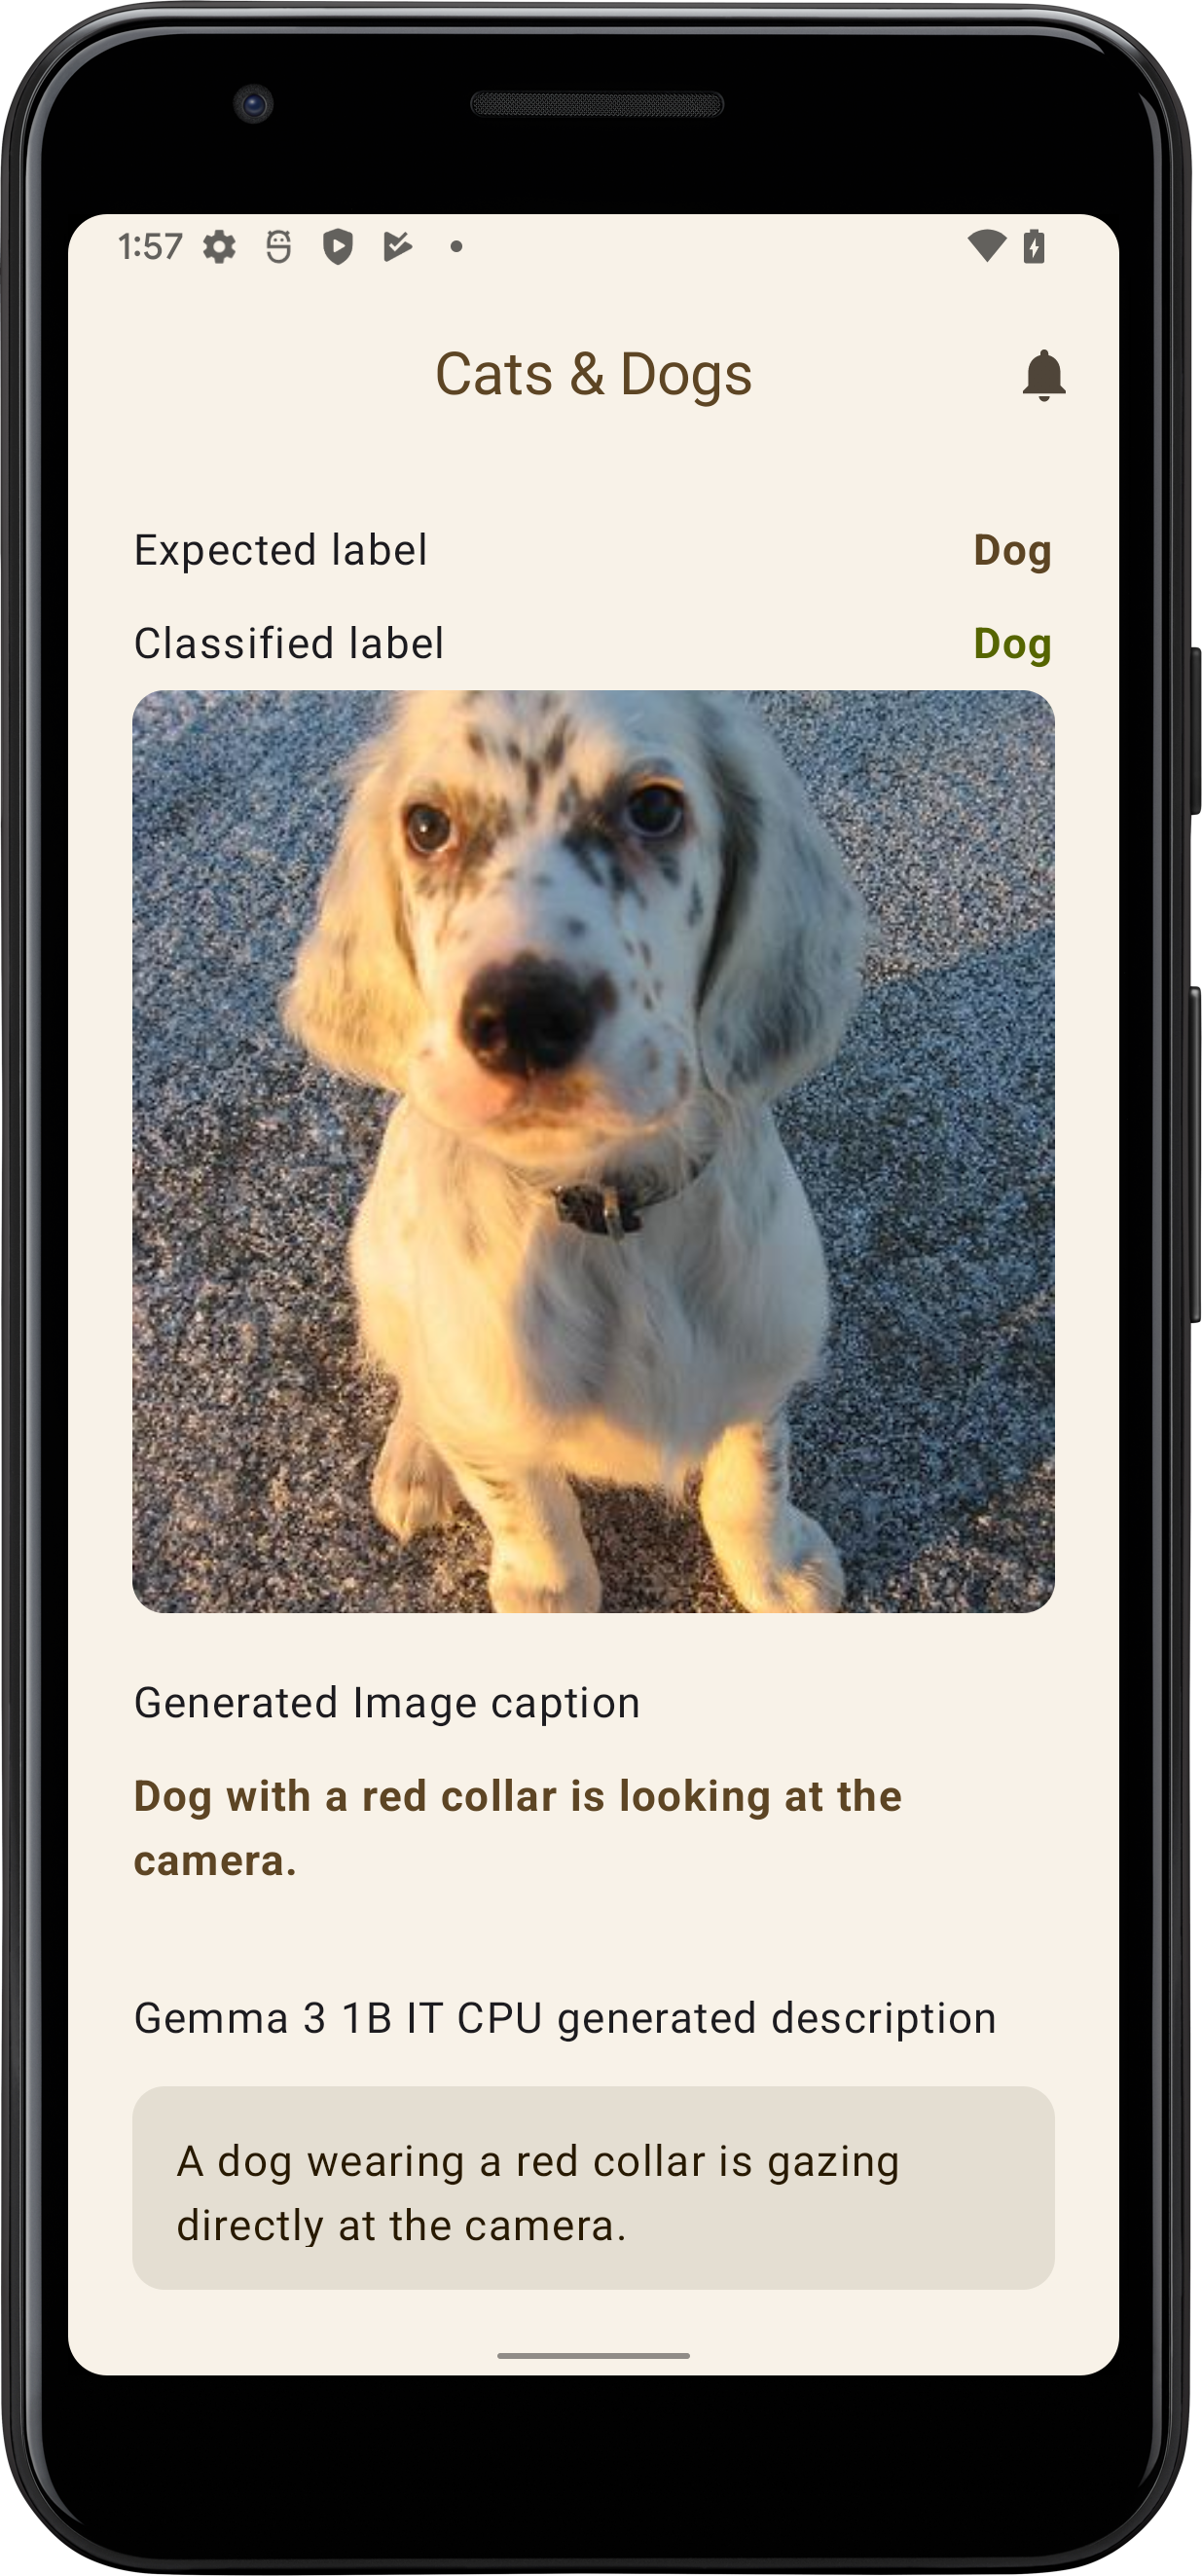 1:57
Cats & Dogs
Expected label
Dog
Classified label
Dog
Generated Image caption
Dog with a red collar is looking at the
camera.
Gemma 3 1B IT CPU generated description
A dog wearing a red collar is gazing
directly at the camera.